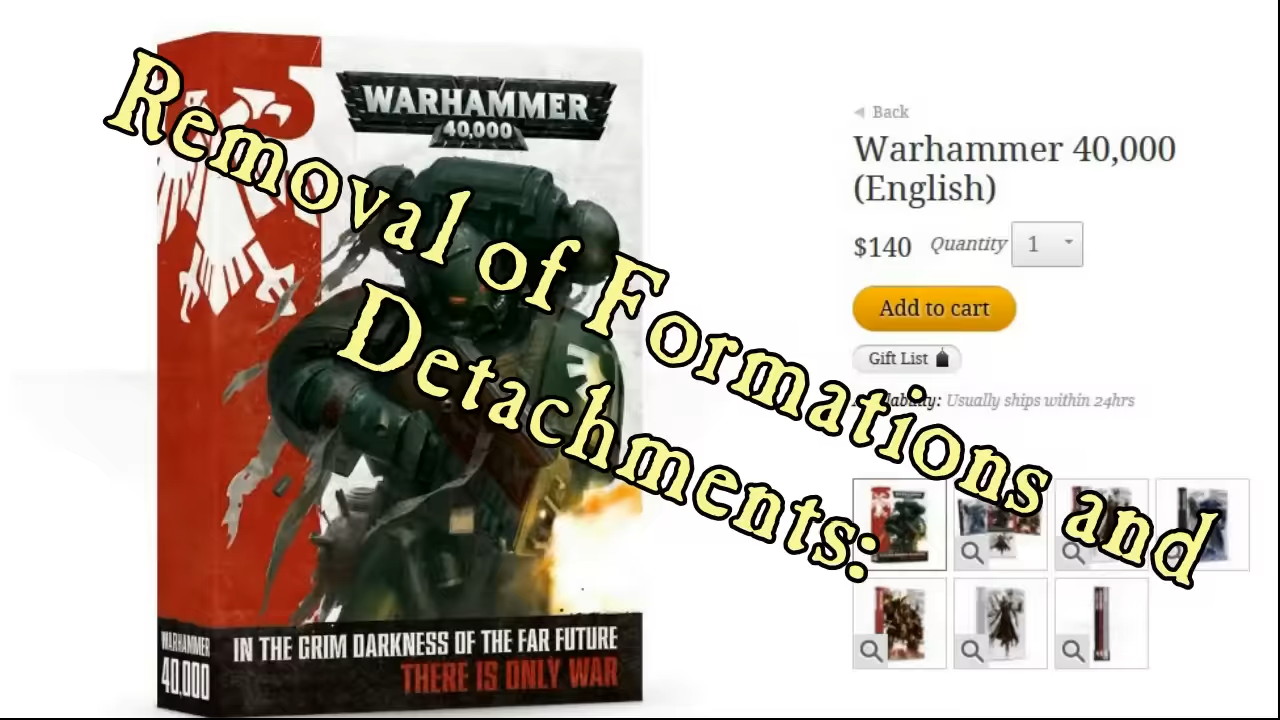 Removal of Formations and
Detachments:
WARHAMMER
40,000
WARHAMMER
40,000
IN THE GRIM DARKNESS OF THE FAR FUTURE
THERE IS ONLY WAR
Back
Warhammer 40,000
(English)
$140 Quantity 1
Add to cart
Gift List
Usually ships within 24hrs